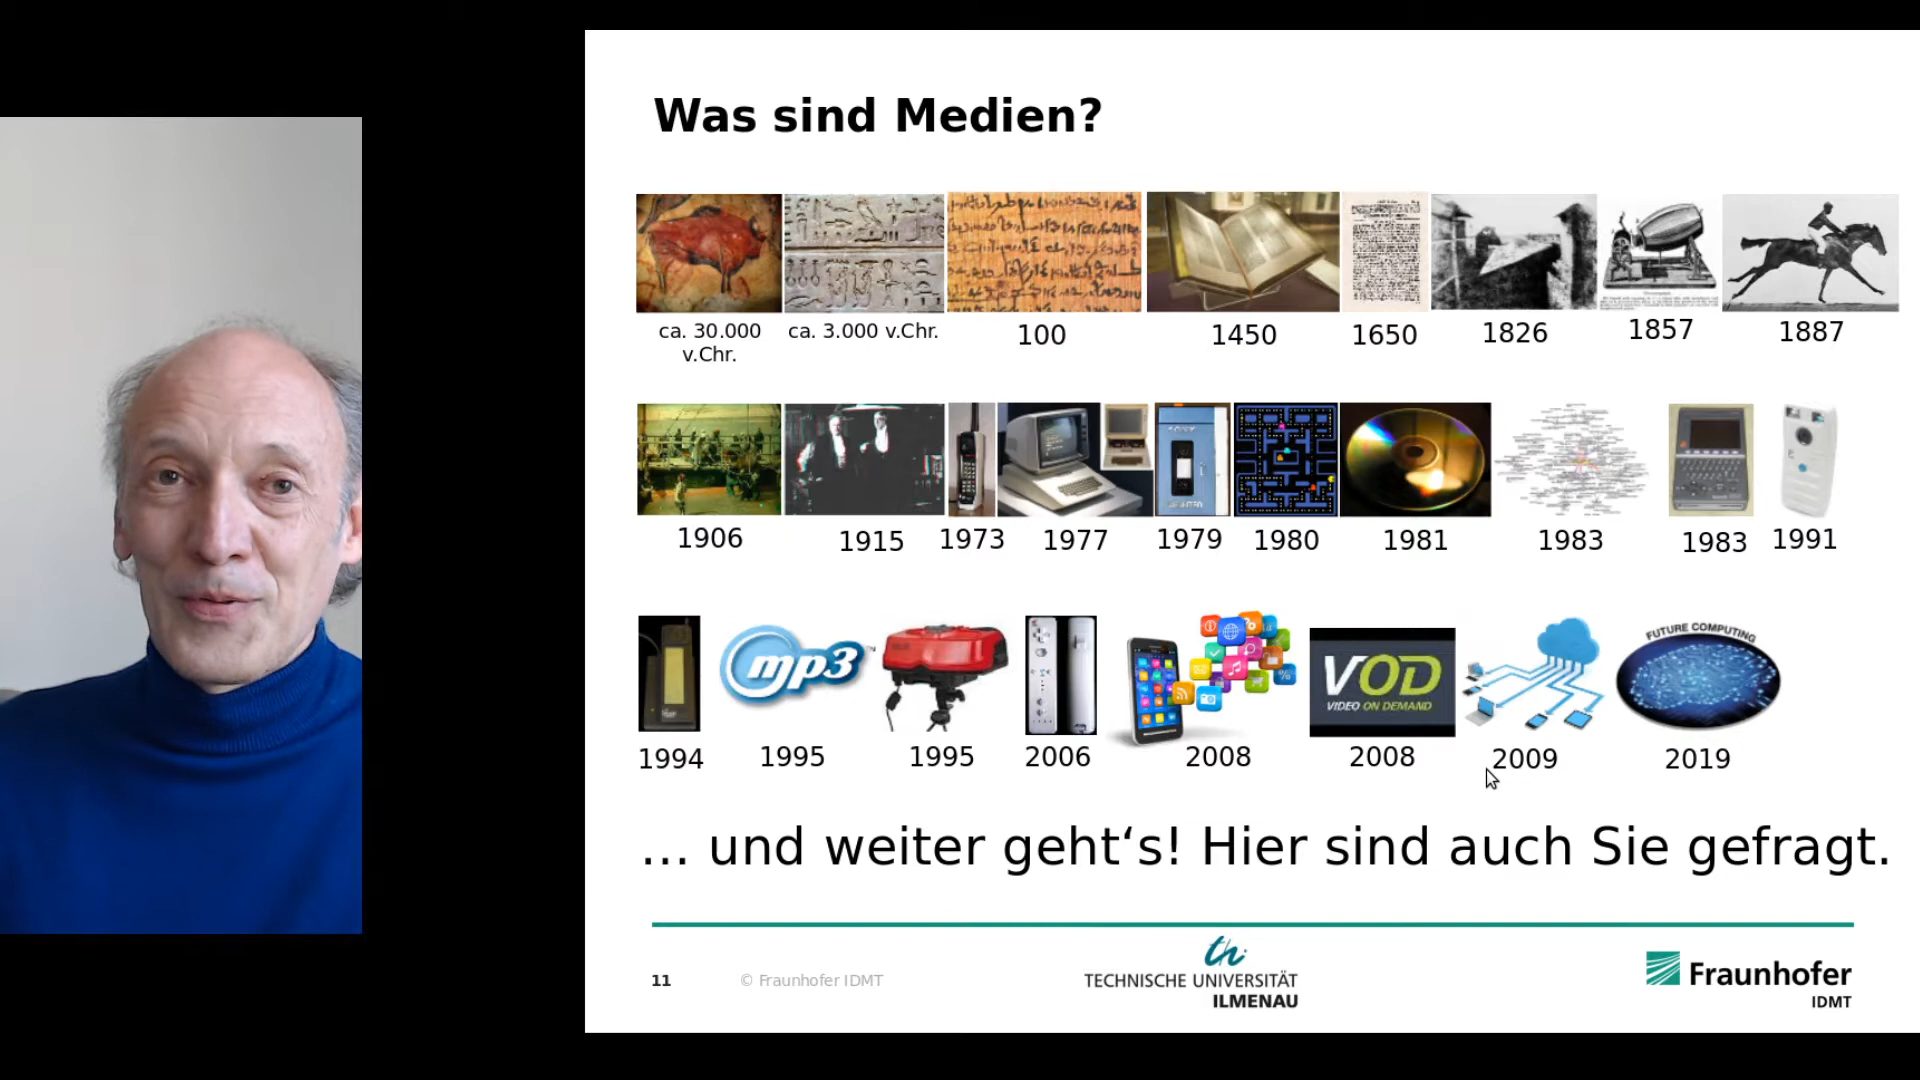 Was sind Medien?
ca. 30.000
v.Chr.
ca. 3.000 v.Chr.
100
1450
1650
1826
1857
1887
1906
1915
1973
1977
1979
1980
1981
1983
1983
1991
mp3
FUTURE COMPUTING
VOD
VIDEO ON DEMAND
1994
1995
1995
2006
2008
2008
2009
2019
... und weiter geht‘s! Hier sind auch Sie gefragt.
11
© Fraunhofer IDMT
th
TECHNISCHE UNIVERSITÄT
ILMENAU
Fraunhofer
IDMT